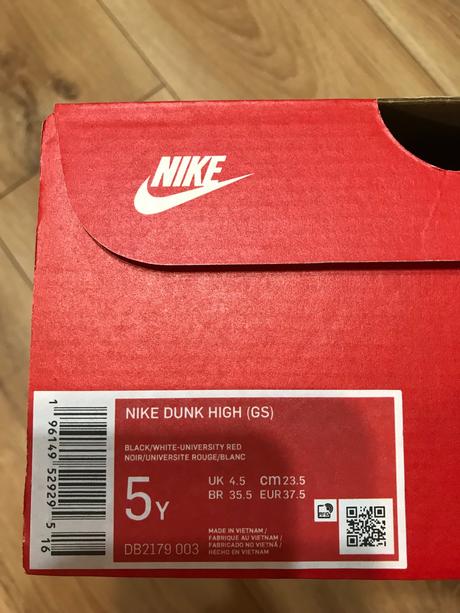 NIKE
NIKE DUNK HIGH (GS)
BLACK/WHITE-UNIVERSITY RED
NOIR/UNIVERSITE ROUGE/BLANC
5Y
UK 4.5 cm 23.5
BR 35.5 EUR 37.5
MADE IN VIETNAM /
FABRIQUÉ AU VIETNAM /
FABRICADO NO VIETNÃ /
HECHO EN VIETNAM
DB2179 003
1 96149 52929 5 16